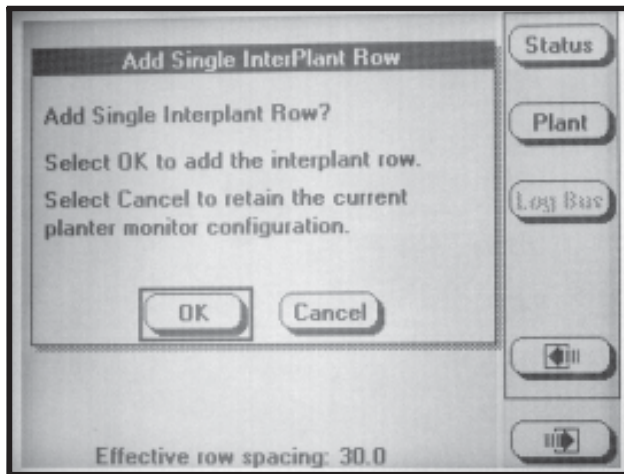 Add Single InterPlant Row
Add Single Interplant Row?
Select OK to add the interplant row.
Select Cancel to retain the current
planter monitor configuration.
OK
Cancel
Effective row spacing: 30.0
Status
Plant
Log Bus